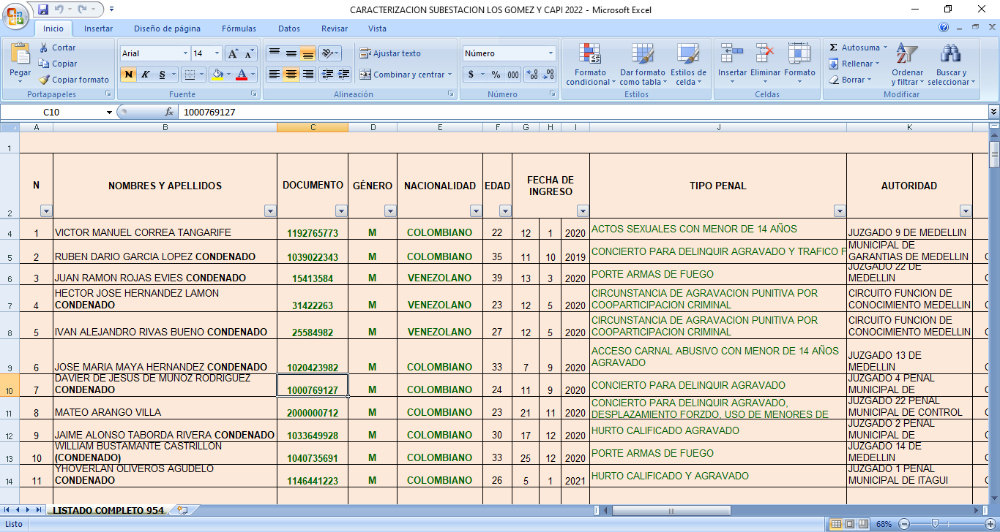 CARACTERIZACION SUBESTACION LOS GOMEZ Y CAPI 2022 - Microsoft Excel
Inicio Insertar Diseño de página Fórmulas Datos Revisar Vista
Pegar Cortar Copiar Copiar formato
Portapapeles
Arial 14 A A
N K S A
Fuente
Ajustar texto
Combinar y centrar
Alineación
Número
$ % 000 ,00 ,00
Número
Formato condicional Dar formato como tabla Estilos de celda
Estilos
Insertar Eliminar Formato
Celdas
Σ Autosuma Rellenar Borrar Ordenar y filtrar Buscar y seleccionar
Modificar
C10 fx 1000769127
A B C D E F G H I J K
1
2 N NOMBRES Y APELLIDOS DOCUMENTO GÉNERO NACIONALIDAD EDAD FECHA DE INGRESO TIPO PENAL AUTORIDAD
4 1 VICTOR MANUEL CORREA TANGARIFE 1192765773 M COLOMBIANO 22 12 1 2020 ACTOS SEXUALES CON MENOR DE 14 AÑOS JUZGADO 9 DE MEDELLIN
5 2 RUBEN DARIO GARCIA LOPEZ CONDENADO 1039022343 M COLOMBIANO 35 11 10 2019 CONCIERTO PARA DELINQUIR AGRAVADO Y TRAFICO F MUNICIPAL DE GARANTIAS DE MEDELLIN
6 3 JUAN RAMON ROJAS EVIES CONDENADO 15413584 M VENEZOLANO 39 13 3 2020 PORTE ARMAS DE FUEGO JUZGADO 22 DE MEDELLIN
7 4 HECTOR JOSE HERNANDEZ LAMON CONDENADO 31422263 M VENEZOLANO 23 12 5 2020 CIRCUNSTANCIA DE AGRAVACION PUNITIVA POR COOPARTICIPACION CRIMINAL CIRCUITO FUNCION DE CONOCIMIENTO MEDELLIN
8 5 IVAN ALEJANDRO RIVAS BUENO CONDENADO 25584982 M VENEZOLANO 27 12 5 2020 CIRCUNSTANCIA DE AGRAVACION PUNITIVA POR COOPARTICIPACION CRIMINAL CIRCUITO FUNCION DE CONOCIMIENTO MEDELLIN
9 6 JOSE MARIA MAYA HERNANDEZ CONDENADO 1020423982 M COLOMBIANO 33 7 9 2020 ACCESO CARNAL ABUSIVO CON MENOR DE 14 AÑOS AGRAVADO JUZGADO 13 DE MEDELLIN
10 7 DAVIER DE JESUS DE MUÑOZ RODRIGUEZ CONDENADO 1000769127 M COLOMBIANO 24 11 9 2020 CONCIERTO PARA DELINQUIR AGRAVADO JUZGADO 4 PENAL MUNICIPAL DE
11 8 MATEO ARANGO VILLA 2000000712 M COLOMBIANO 23 21 11 2020 CONCIERTO PARA DELINQUIR AGRAVADO, DESPLAZAMIENTO FORZDO, USO DE MENORES DE JUZGADO 22 PENAL MUNICIPAL DE CONTROL
12 9 JAIME ALONSO TABORDA RIVERA CONDENADO 1033649928 M COLOMBIANO 30 17 12 2020 HURTO CALIFICADO AGRAVADO JUZGADO 2 PENAL MUNICIPAL DE
13 10 WILLIAM BUSTAMANTE CASTRILLON (CONDENADO) 1040735691 M COLOMBIANO 33 25 12 2020 PORTE ARMAS DE FUEGO JUZGADO 14 DE MEDELLIN
14 11 YHOVERLAN OLIVEROS AGUDELO CONDENADO 1146441223 M COLOMBIANO 26 5 1 2021 HURTO CALIFICADO Y AGRAVADO JUZGADO 1 PENAL MUNICIPAL DE ITAGUI
LISTADO COMPLETO 954
Listo 68%